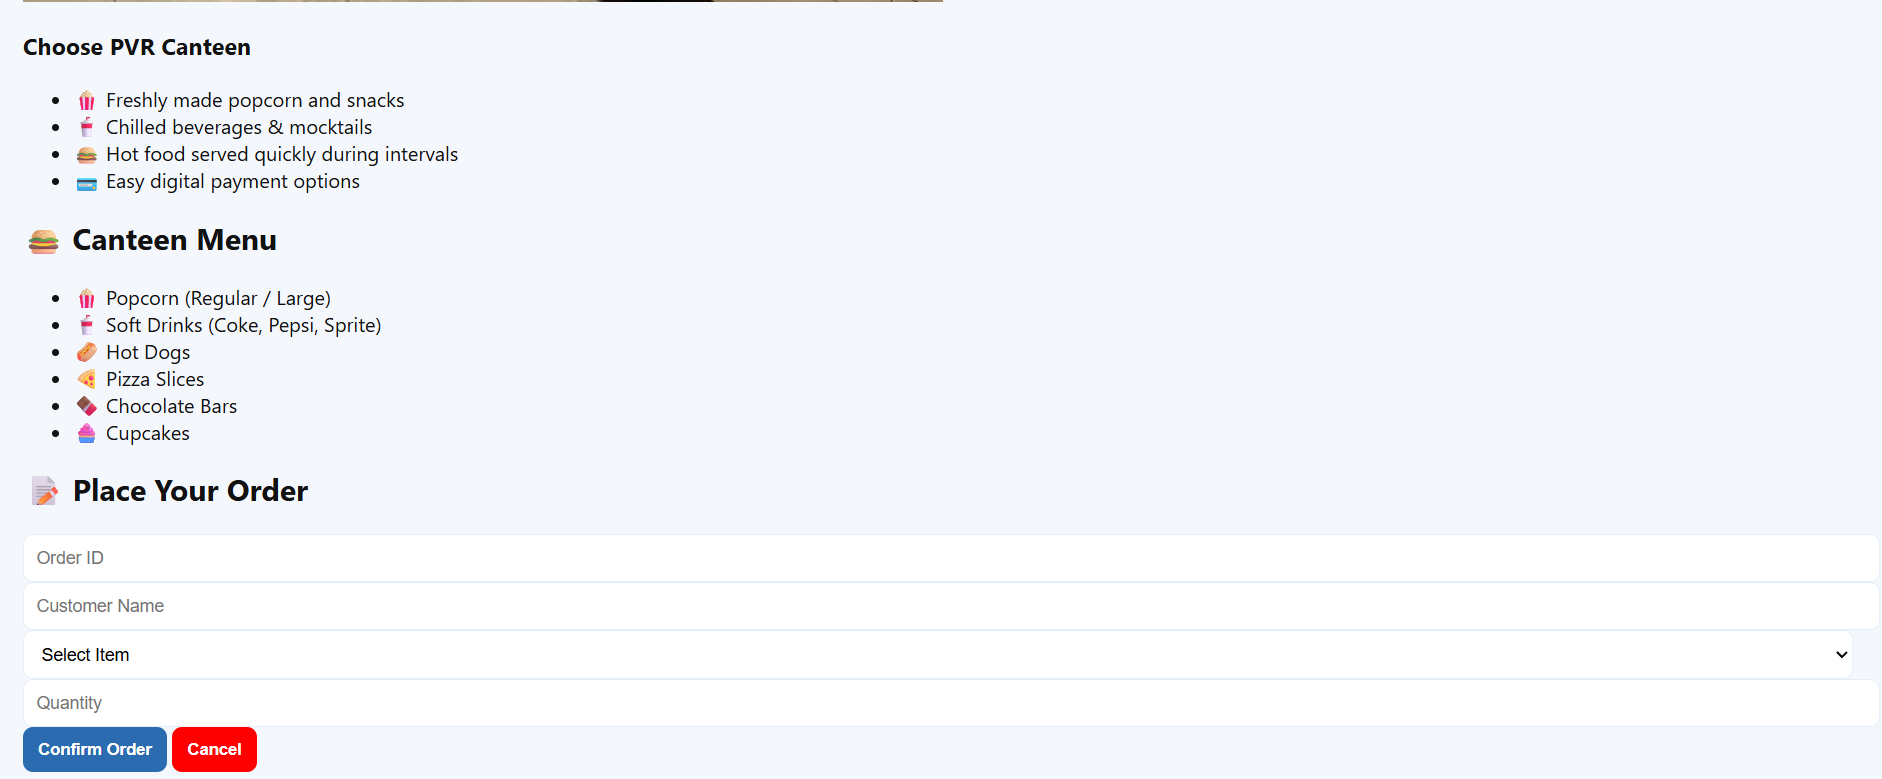 Choose PVR Canteen
🍿 Freshly made popcorn and snacks
🥤 Chilled beverages & mocktails
🍔 Hot food served quickly during intervals
💳 Easy digital payment options
🍔 Canteen Menu
🍿 Popcorn (Regular / Large)
🥤 Soft Drinks (Coke, Pepsi, Sprite)
🌭 Hot Dogs
🍕 Pizza Slices
🍫 Chocolate Bars
🧁 Cupcakes
📝 Place Your Order
Order ID
Customer Name
Select Item
Quantity
Confirm Order Cancel